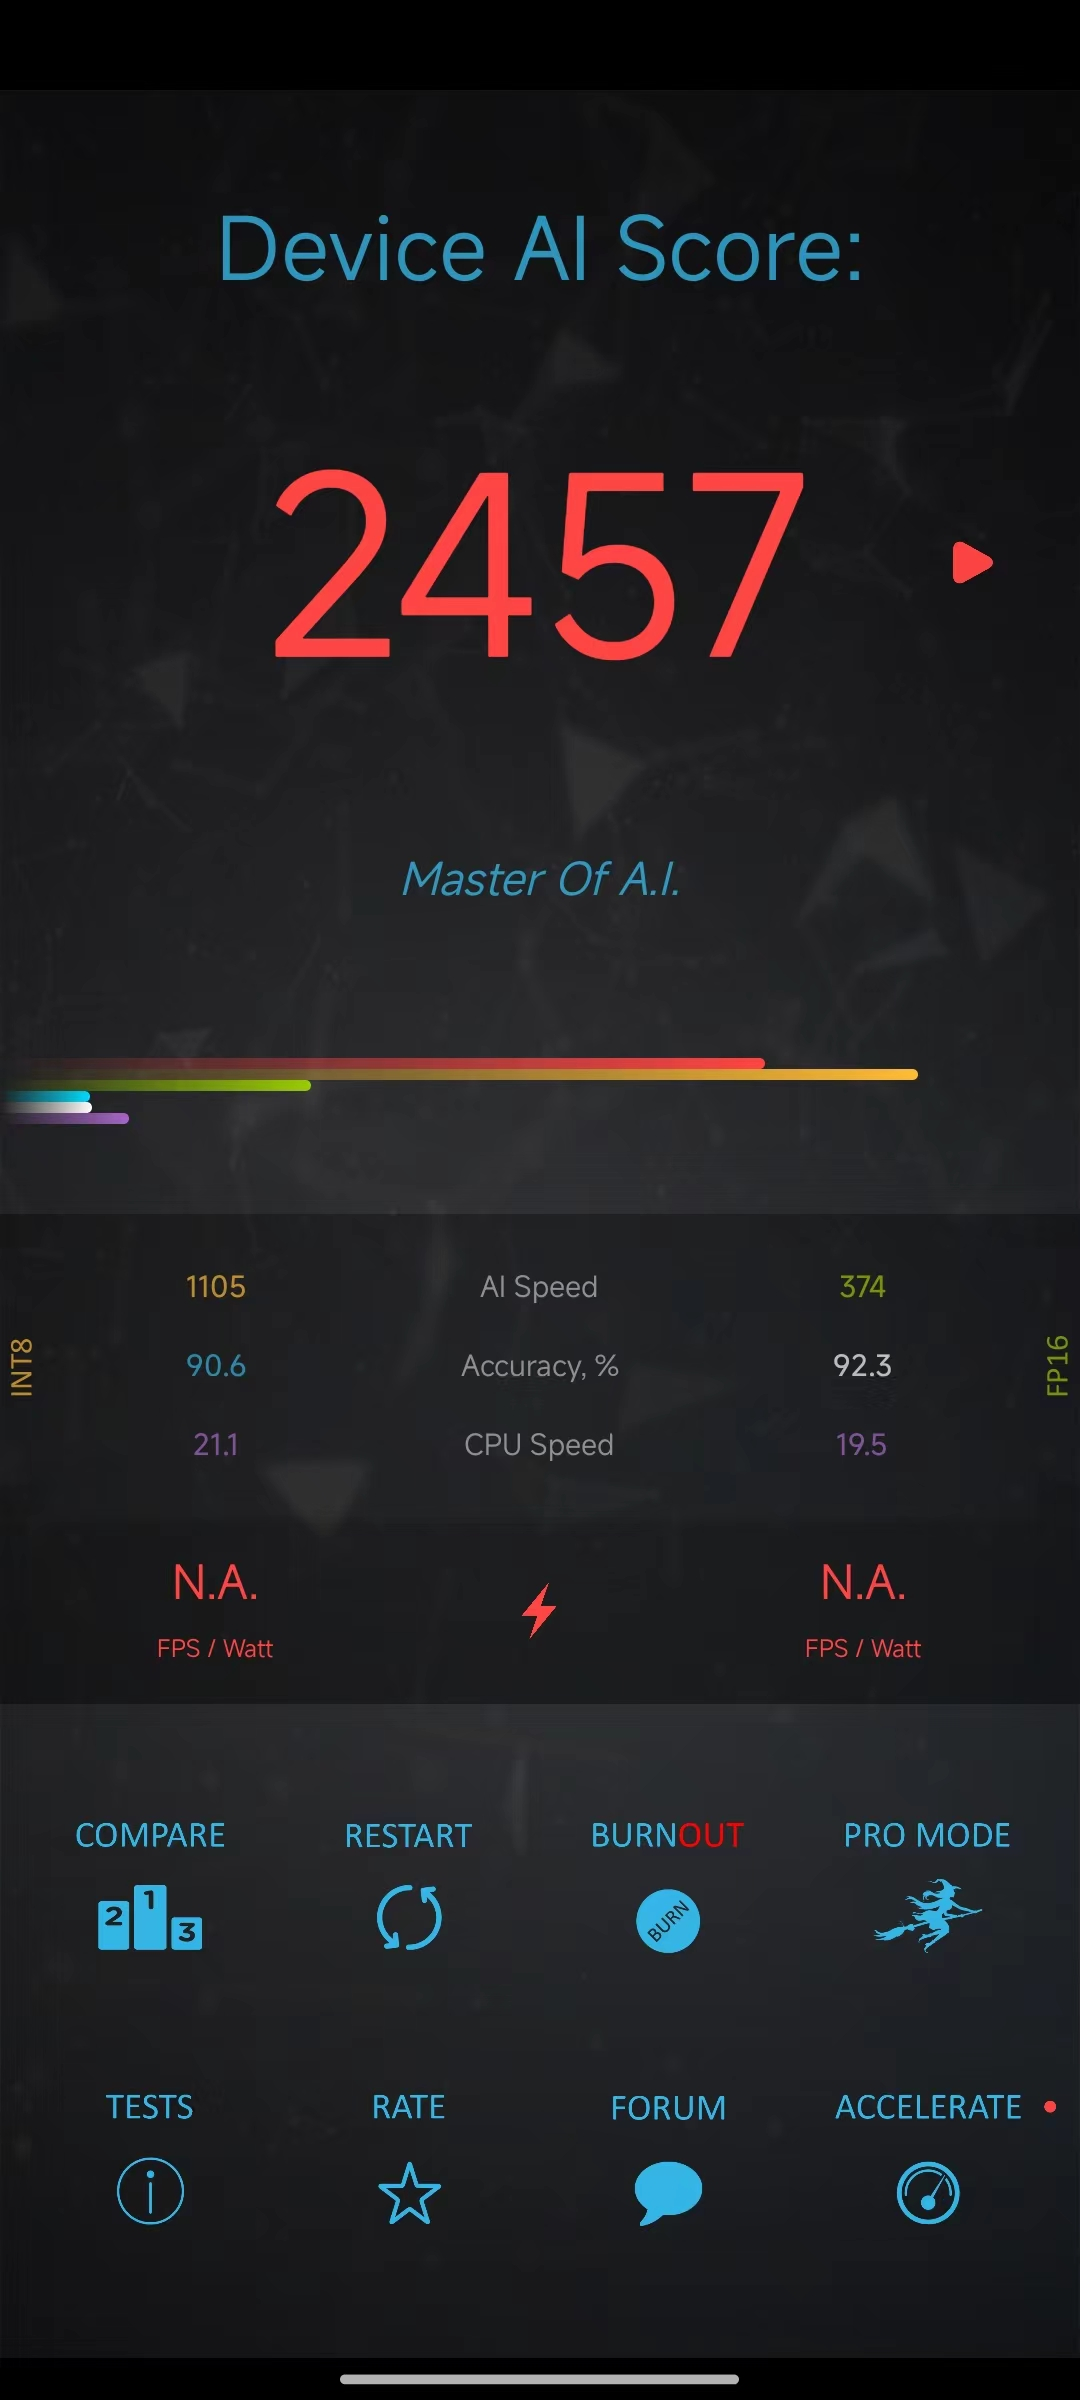 Device AI Score:
2457
Master Of A.I.
1105 AI Speed 374
INT8 90.6 Accuracy, % 92.3 FP16
21.1 CPU Speed 19.5
N.A. N.A.
FPS / Watt FPS / Watt
COMPARE RESTART BURNOUT PRO MODE
2 1 3 BURN
TESTS RATE FORUM ACCELERATE